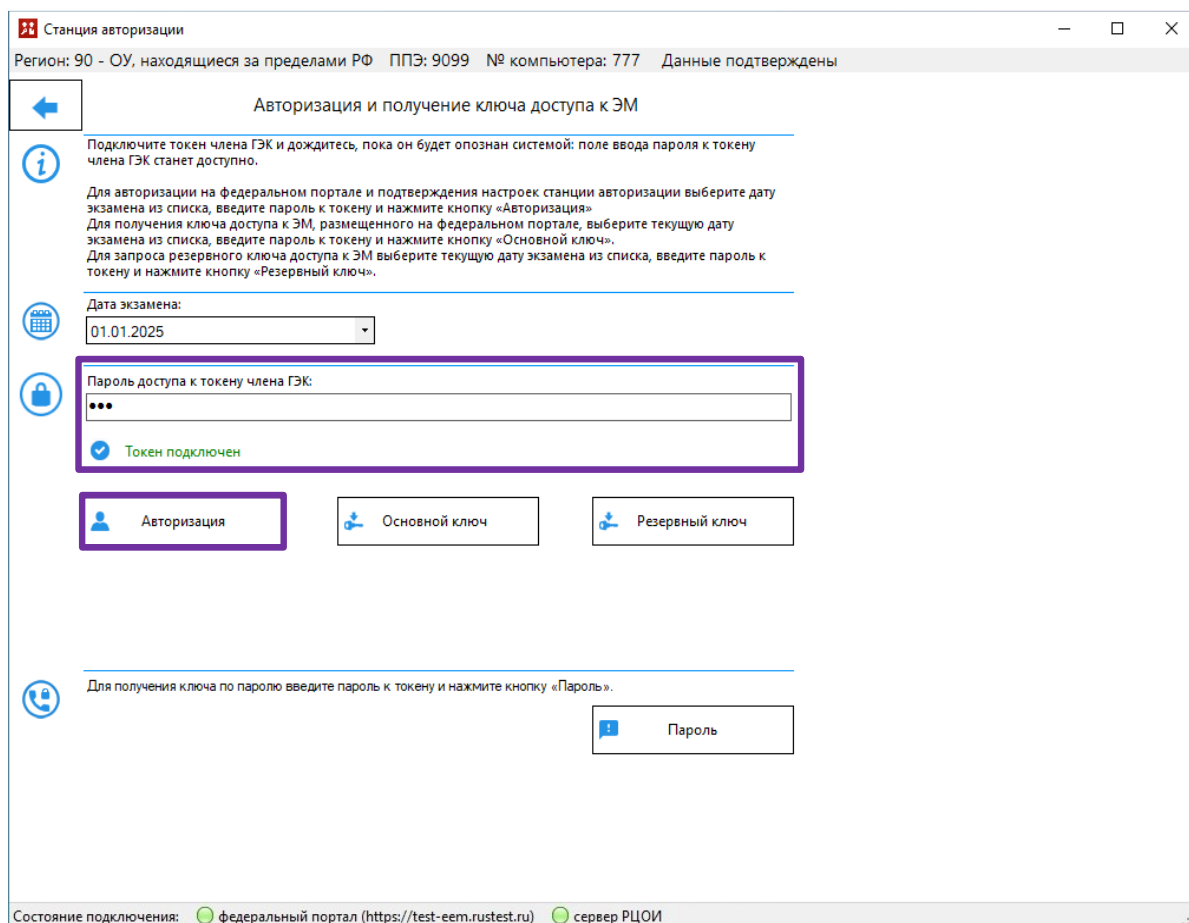 Станция авторизации
Регион: 90 - ОУ, находящиеся за пределами РФ ППЭ: 9099 № компьютера: 777 Данные подтверждены
Авторизация и получение ключа доступа к ЭМ
Подключите токен члена ГЭК и дождитесь, пока он будет опознан системой: поле ввода пароля к токену
члена ГЭК станет доступно.
Для авторизации на федеральном портале и подтверждения настроек станции авторизации выберите дату
экзамена из списка, введите пароль к токену и нажмите кнопку «Авторизация»
Для получения ключа доступа к ЭМ, размещенного на федеральном портале, выберите текущую дату
экзамена из списка, введите пароль к токену и нажмите кнопку «Основной ключ».
Для запроса резервного ключа доступа к ЭМ выберите текущую дату экзамена из списка, введите пароль к
токену и нажмите кнопку «Резервный ключ».
Дата экзамена:
01.01.2025
Пароль доступа к токену члена ГЭК:
•••
Токен подключен
Авторизация Основной ключ Резервный ключ
Для получения ключа по паролю введите пароль к токену и нажмите кнопку «Пароль».
Пароль
Состояние подключения: федеральный портал (https://test-eem.rustest.ru) сервер РЦОИ